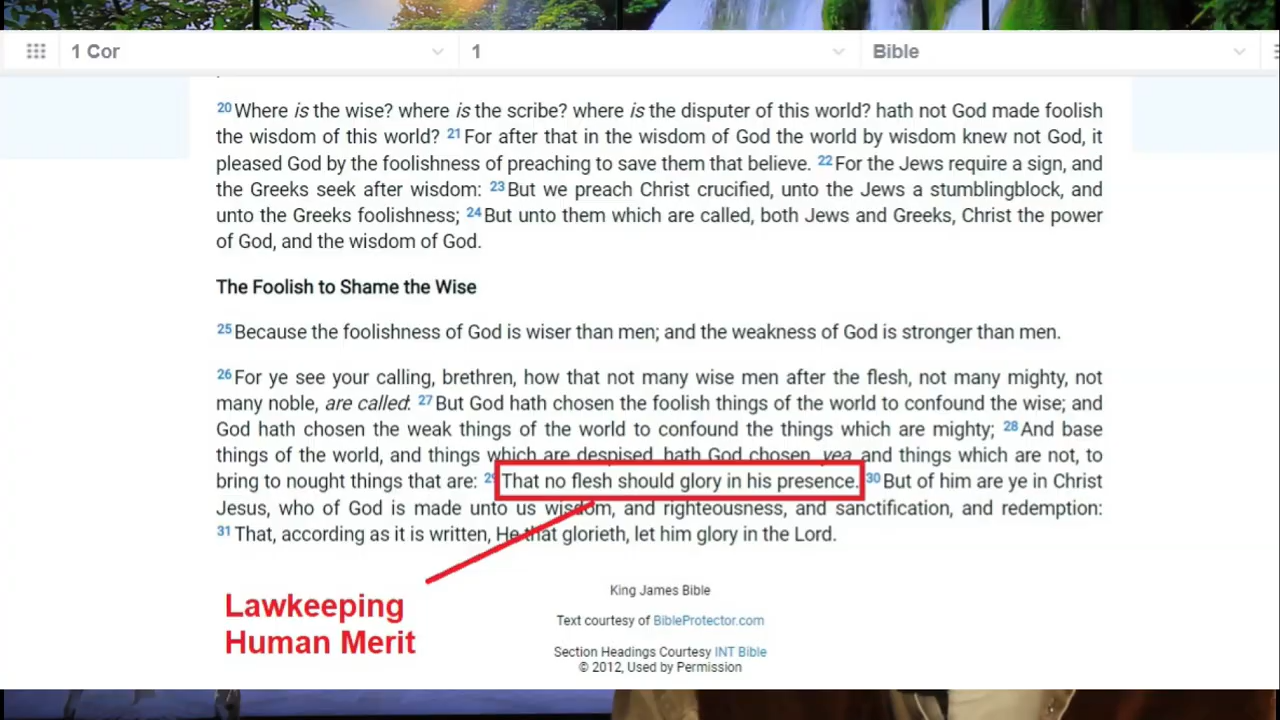 1 Cor 1 Bible
20 Where is the wise? where is the scribe? where is the disputer of this world? hath not God made foolish
the wisdom of this world? 21 For after that in the wisdom of God the world by wisdom knew not God, it
pleased God by the foolishness of preaching to save them that believe. 22 For the Jews require a sign, and
the Greeks seek after wisdom: 23 But we preach Christ crucified, unto the Jews a stumblingblock, and
unto the Greeks foolishness; 24 But unto them which are called, both Jews and Greeks, Christ the power
of God, and the wisdom of God.
The Foolish to Shame the Wise
25 Because the foolishness of God is wiser than men; and the weakness of God is stronger than men.
26 For ye see your calling, brethren, how that not many wise men after the flesh, not many mighty, not
many noble, are called: 27 But God hath chosen the foolish things of the world to confound the wise; and
God hath chosen the weak things of the world to confound the things which are mighty; 28 And base
things of the world, and things which are despised, hath God chosen, yea, and things which are not, to
bring to nought things that are: 29 That no flesh should glory in his presence. 30 But of him are ye in Christ
Jesus, who of God is made unto us wisdom, and righteousness, and sanctification, and redemption:
31 That, according as it is written, He that glorieth, let him glory in the Lord.
Lawkeeping
Human Merit
King James Bible
Text courtesy of BibleProtector.com
Section Headings Courtesy INT Bible
© 2012, Used by Permission